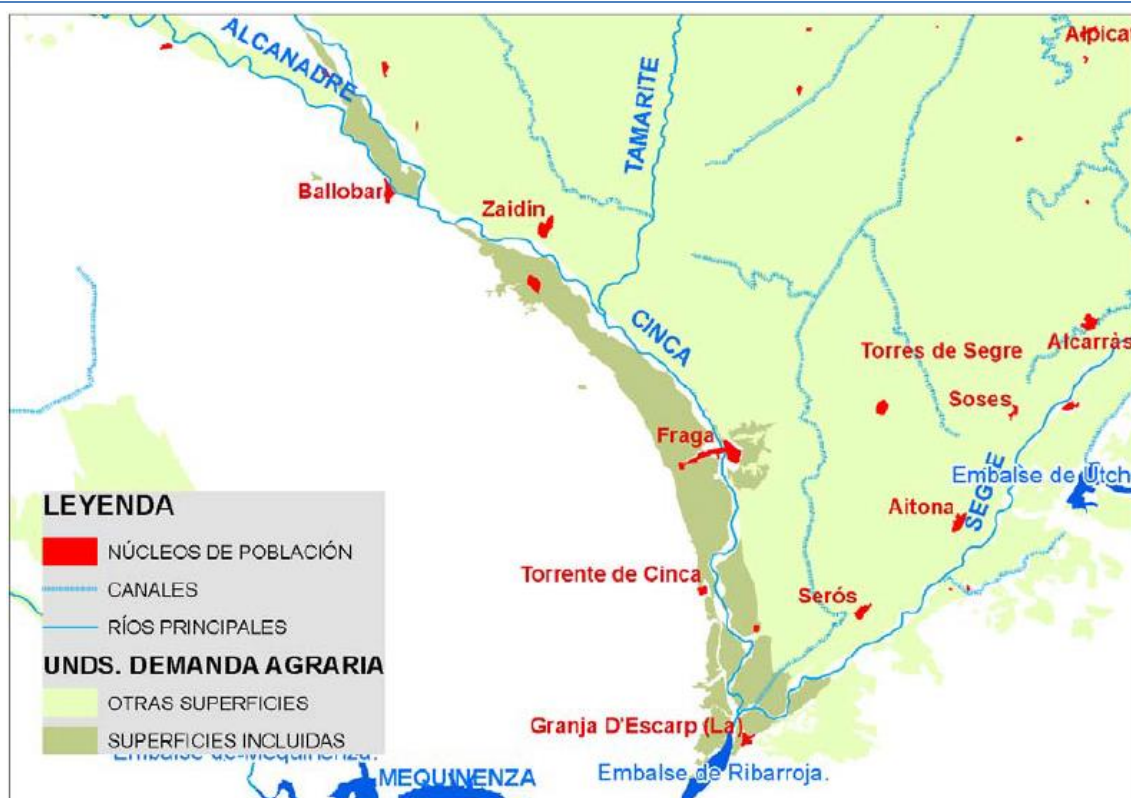 Alpicat
ALCANADRE
TAMARITE
Ballobar
Zaidin
CINCA
Torres de Segre
Alcarràs
Soses
Fraga
SEGRE
Embalse de Utch
Aitona
LEYENDA
NÚCLEOS DE POBLACIÓN
CANALES
RÍOS PRINCIPALES
UNDS. DEMANDA AGRARIA
OTRAS SUPERFICIES
SUPERFICIES INCLUIDAS
Torrente de Cinca
Serós
Granja D'Escarp (La)
Embalse de Mequinenza.
MEQUINENZA
Embalse de Ribarroja.